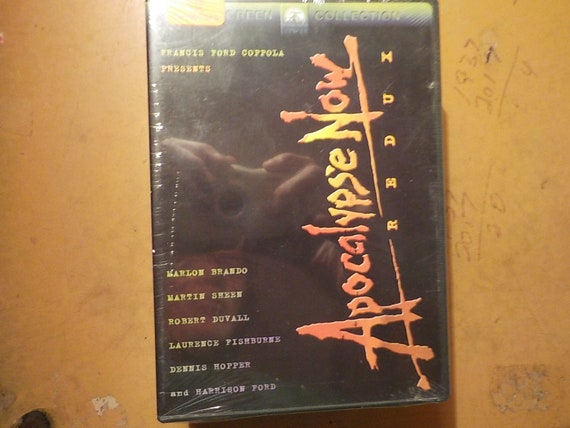 SCREEN COLLECTION
FRANCIS FORD COPPOLA
PRESENTS
Apocalypse Now
REDUX
MARLON BRANDO
MARTIN SHEEN
ROBERT DUVALL
LAURENCE FISHBURNE
DENNIS HOPPER
and HARRISON FORD